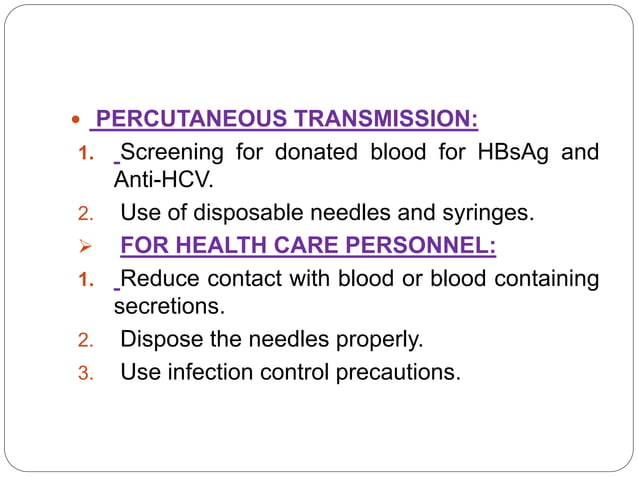 • PERCUTANEOUS TRANSMISSION:
1. Screening for donated blood for HBsAg and
Anti-HCV.
2. Use of disposable needles and syringes.
➢ FOR HEALTH CARE PERSONNEL:
1. Reduce contact with blood or blood containing
secretions.
2. Dispose the needles properly.
3. Use infection control precautions.